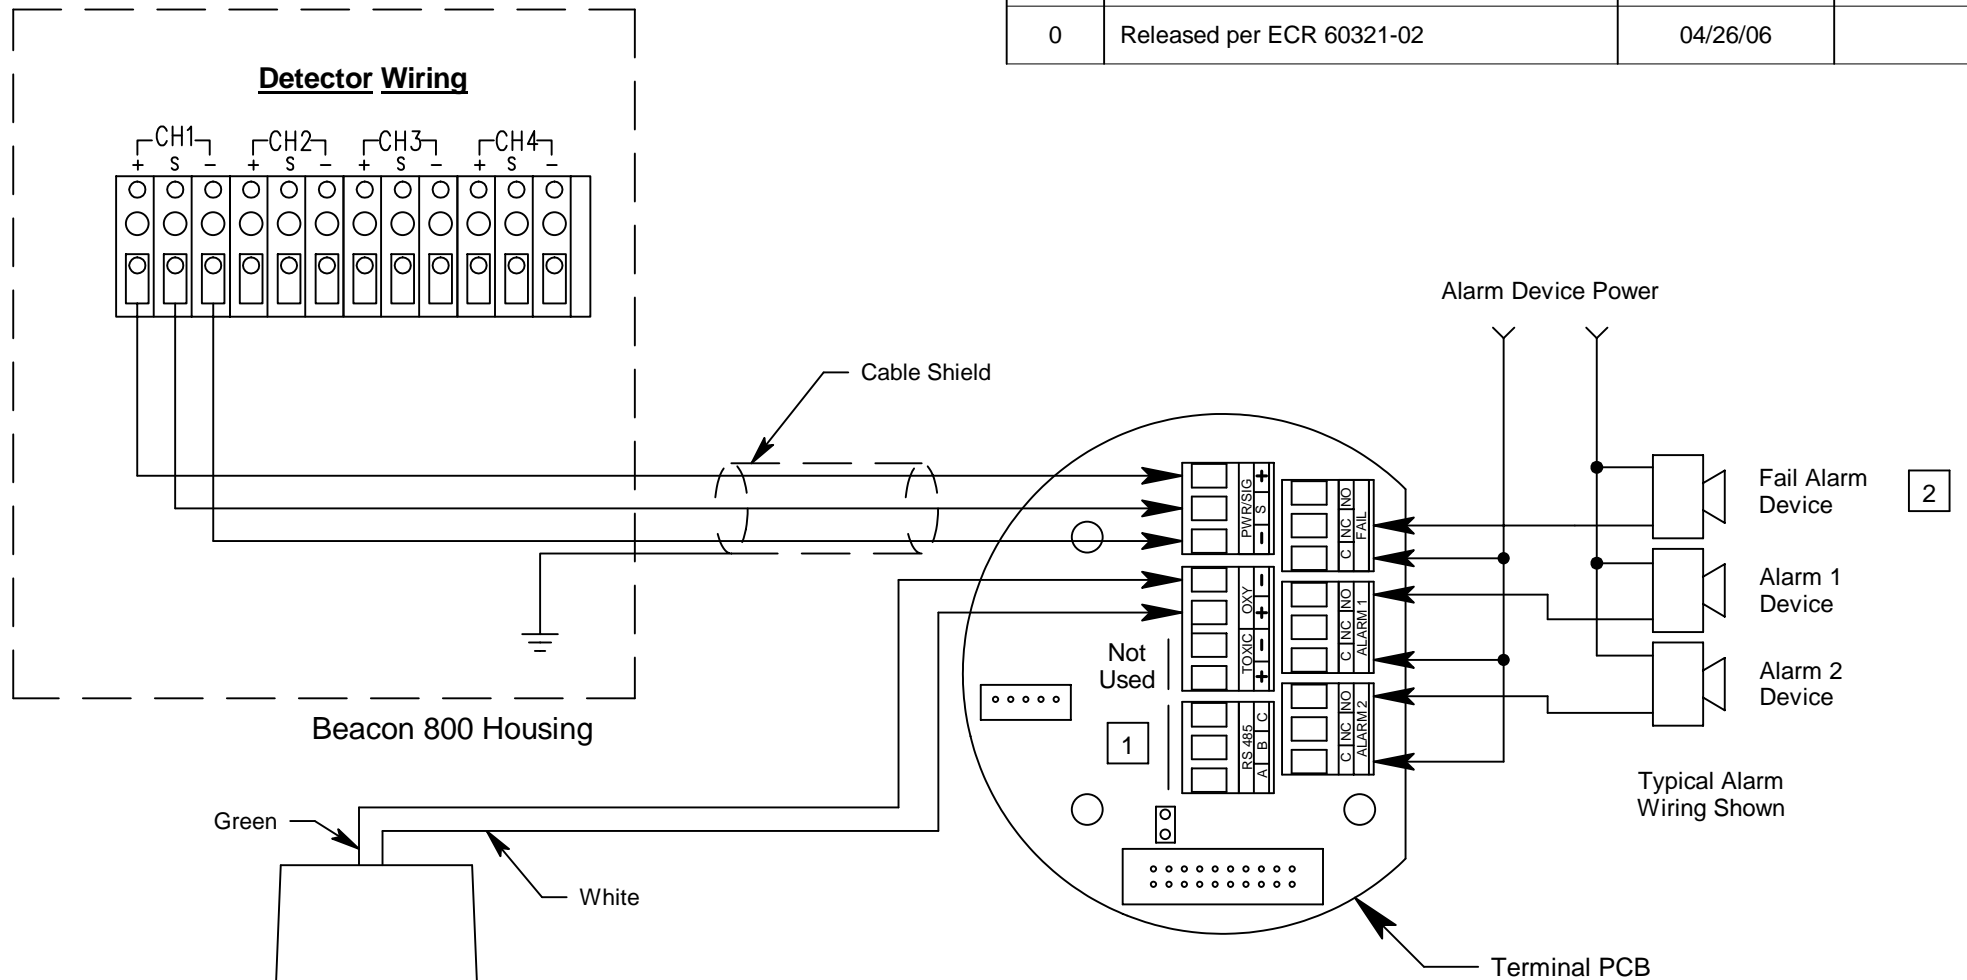 0 Released per ECR 60321-02 04/26/06
Detector Wiring
CH1 CH2 CH3 CH4
+ S - + S - + S - + S -
Alarm Device Power
Cable Shield
+
S
-
PWR/SIG
NO
NC
C
FAIL
Fail Alarm
Device
2
-
+
OXY
-
+
TOXIC
Not
Used
NO
NC
C
ALARM 1
Alarm 1
Device
C
B
A
RS 485
1
NO
NC
C
ALARM 2
Alarm 2
Device
Typical Alarm
Wiring Shown
Beacon 800 Housing
Green
White
Terminal PCB